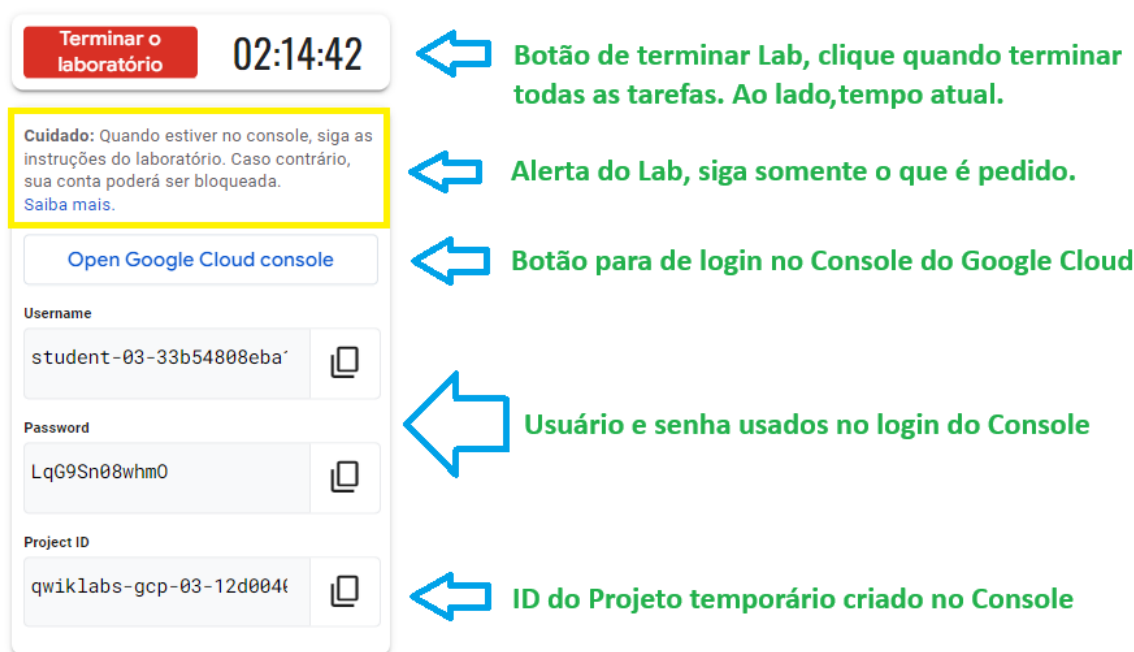 Terminar o
laboratório
02:14:42
Botão de terminar Lab, clique quando terminar
todas as tarefas. Ao lado,tempo atual.
Cuidado: Quando estiver no console, siga as
instruções do laboratório. Caso contrário,
sua conta poderá ser bloqueada.
Saiba mais.
Alerta do Lab, siga somente o que é pedido.
Open Google Cloud console
Botão para de login no Console do Google Cloud
Username
student-03-33b54808eba
Password
LqG9Sn08whmO
Usuário e senha usados no login do Console
Project ID
qwiklabs-gcp-03-12d0046
ID do Projeto temporário criado no Console